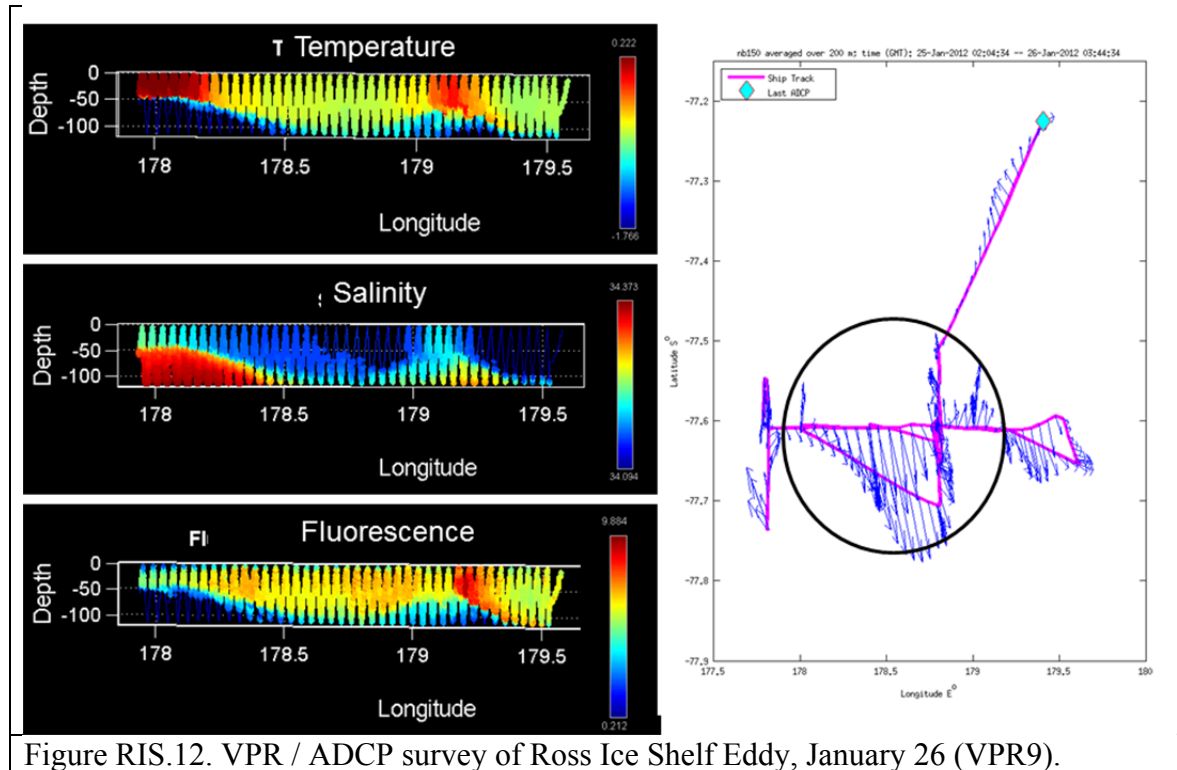 T Temperature
Depth
0
-50
-100
178
178.5
179
179.5
Longitude
0.222
-1.766
Salinity
Depth
0
-50
-100
178
178.5
179
179.5
Longitude
34.373
34.094
Fl
Fluorescence
Depth
0
-50
-100
178
178.5
179
179.5
Longitude
9.884
0.212
nb150 averaged over 200 m; time (GMT): 25-Jan-2012 02:04:34 -- 26-Jan-2012 03:44:34
Ship Track
Last ADCP
Latitude S°
-77.2
-77.3
-77.4
-77.5
-77.6
-77.7
-77.8
-77.9
177.5
178
178.5
179
179.5
180
Longitude E°
Figure RIS.12. VPR / ADCP survey of Ross Ice Shelf Eddy, January 26 (VPR9).